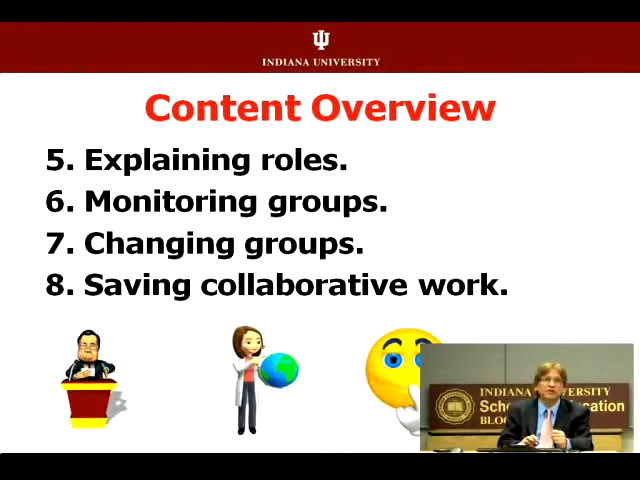 INDIANA UNIVERSITY
Content Overview
5. Explaining roles.
6. Monitoring groups.
7. Changing groups.
8. Saving collaborative work.
INDIANA UNIVERSITY